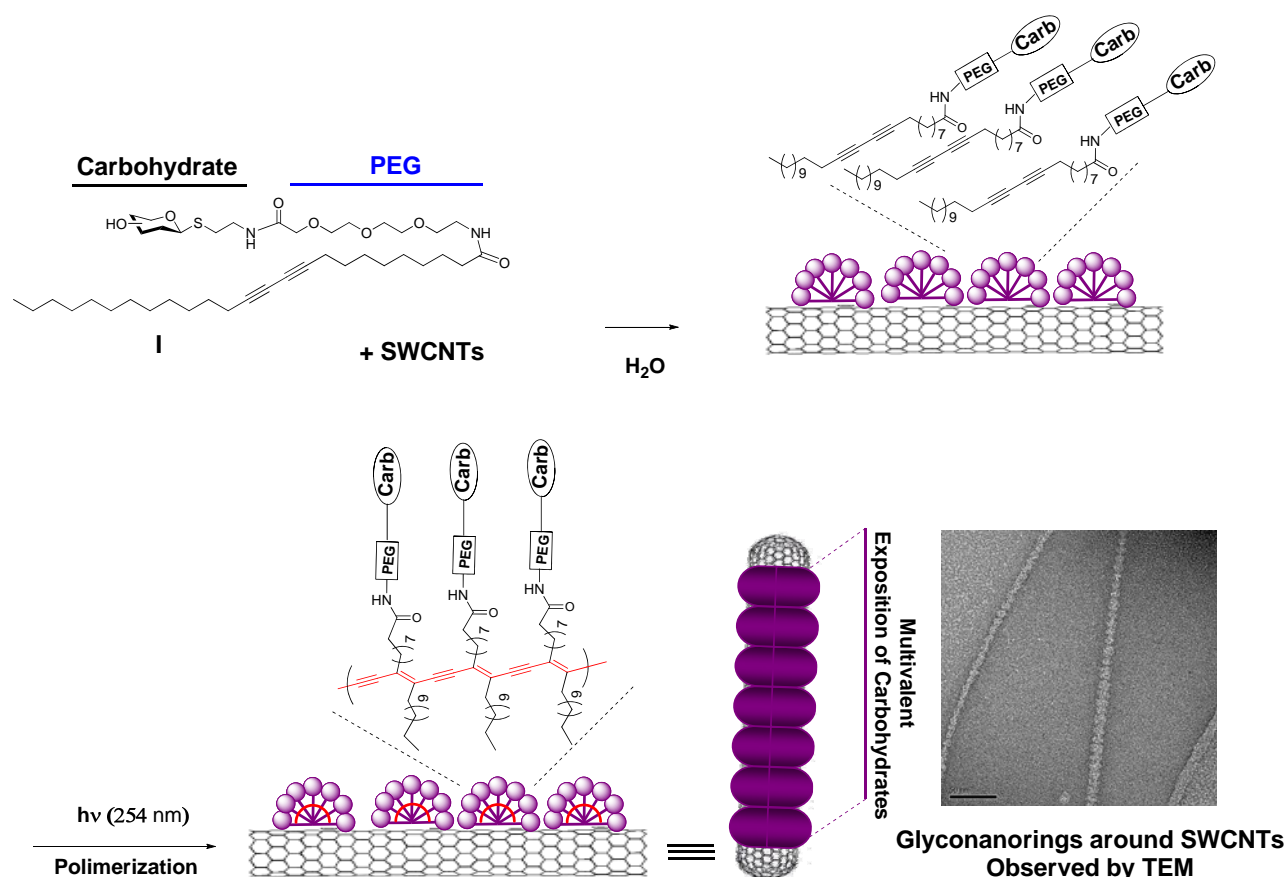 Carbohydrate
PEG
HO
O
S
N
H
O
O
O
O
H
N
O
I
+ SWCNTs
H₂O
Carb
PEG
HN
O
7
9
Carb
PEG
HN
O
7
9
Carb
PEG
HN
O
7
9
hν (254 nm)
Polimerization
Carb
PEG
HN
O
7
9
Carb
PEG
HN
O
7
9
Carb
PEG
HN
O
7
9
Multivalent
Exposition of Carbohydrates
Glyconanorings around SWCNTs
Observed by TEM